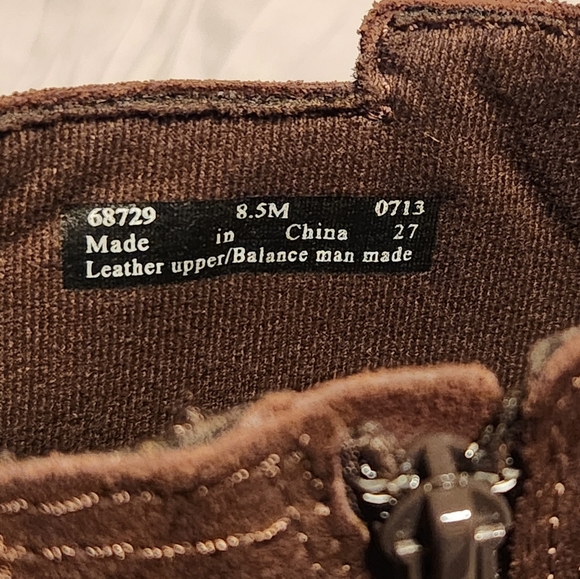 68729 8.5M 0713
Made in China 27
Leather upper/Balance man made